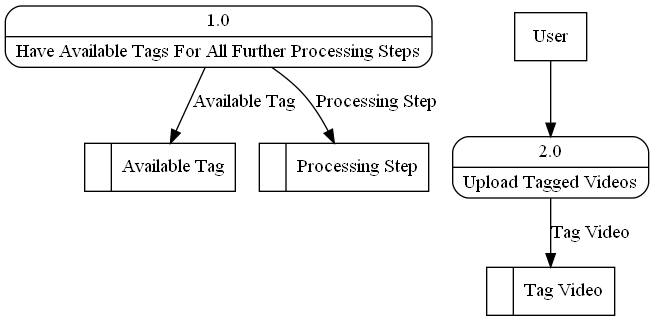 1.0
Have Available Tags For All Further Processing Steps
User
Available Tag
Processing Step
Available Tag
Processing Step
2.0
Upload Tagged Videos
Tag Video
Tag Video